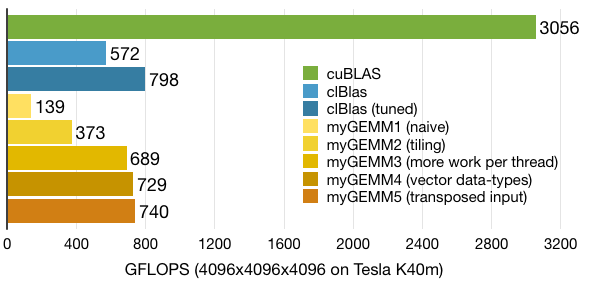 3056
572
798
139
373
689
729
740
cuBLAS
clBlas
clBlas (tuned)
myGEMM1 (naive)
myGEMM2 (tiling)
myGEMM3 (more work per thread)
myGEMM4 (vector data-types)
myGEMM5 (transposed input)
0 400 800 1200 1600 2000 2400 2800 3200
GFLOPS (4096x4096x4096 on Tesla K40m)